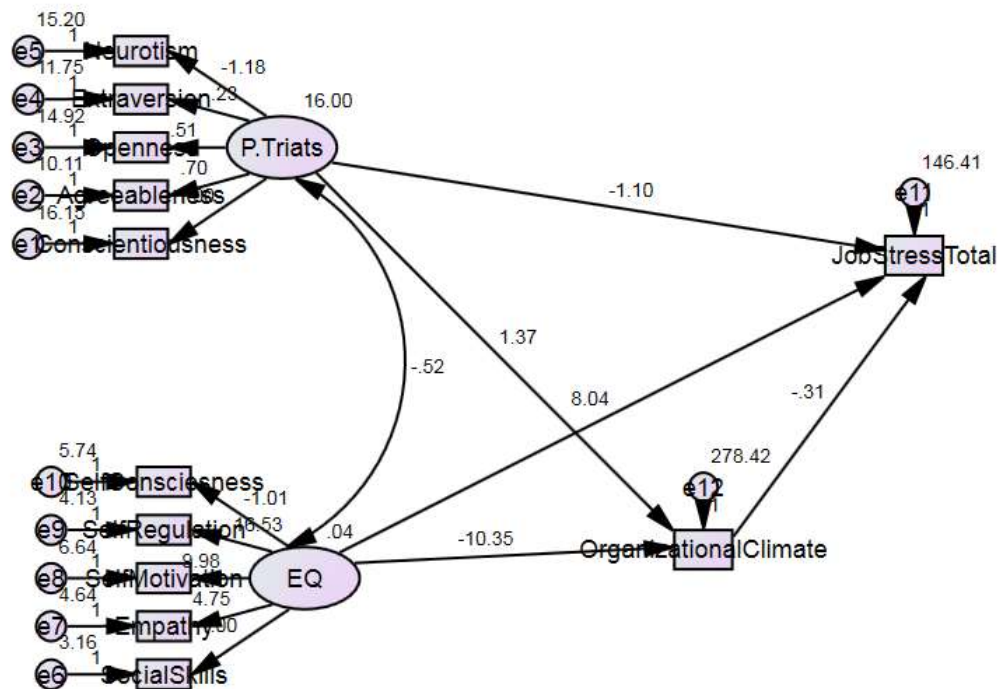 15.20
e5
1
Neurotism
-1.18
11.75
e4
1
Extraversion
.23
16.00
14.92
e3
1
Openness
.51
P.Triats
10.11
e2
1
Agreeableness
.70
16.15
e1
1
Conscientiousness
-1.10
146.41
e11
1
JobStressTotal
1.37
-.52
8.04
-.31
5.74
e10
1
SelfConsciesness
-1.01
278.42
e12
1
4.13
e9
1
SelfRegulation
16.53
.04
-10.35
OrganizationalClimate
6.64
e8
1
SelfMotivation
9.98
EQ
4.64
e7
1
Empathy
4.75
3.16
e6
1
SocialSkills